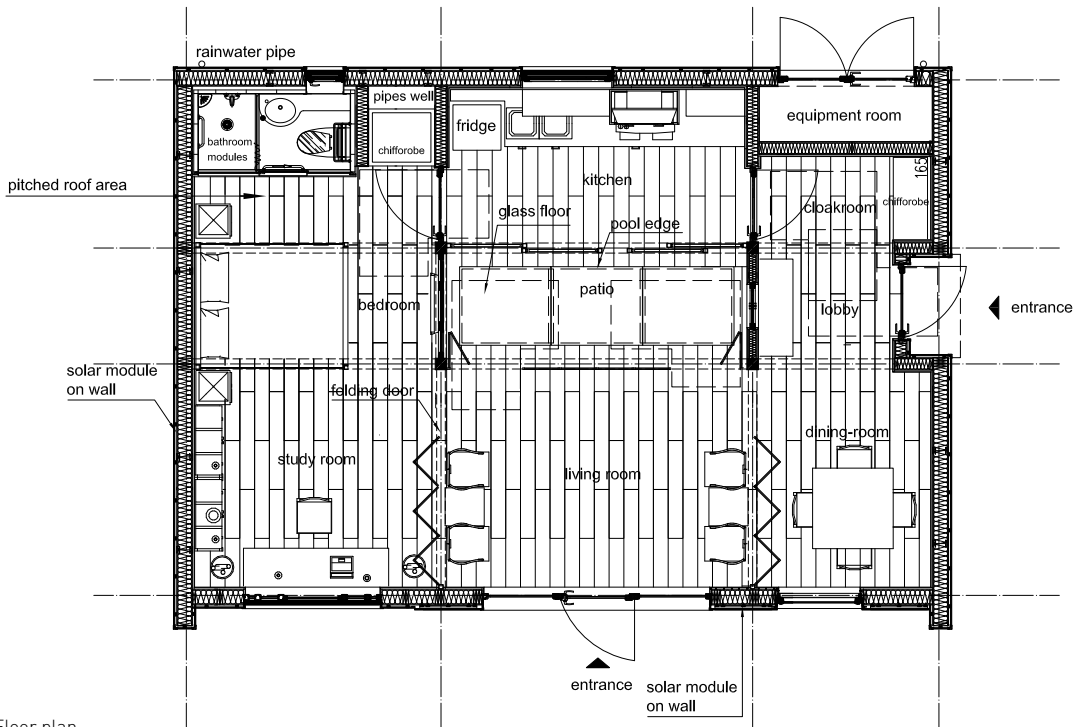 rainwater pipe
pipes well
fridge
equipment room
bathroom
modules
chifforobe
165
kitchen
pitched roof area
cloakroom
chifforobe
glass floor
pool edge
patio
bedroom
lobby
entrance
solar module
on wall
folding door
dining-room
study room
living room
entrance
solar module
on wall
Floor plan